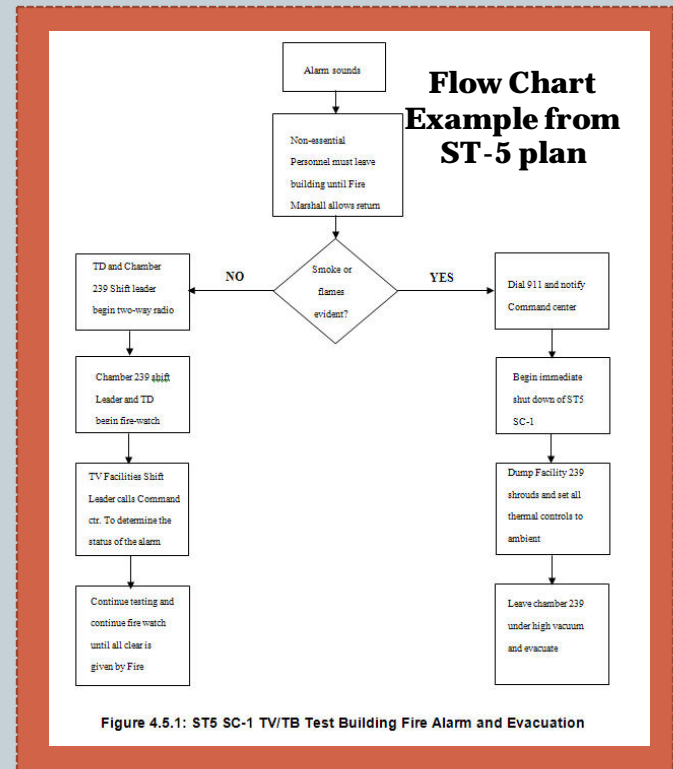 Flow Chart
Example from
ST-5 plan
Alarm sounds
Non-essential
Personnel must leave
building until Fire
Marshall allows return
Smoke or
flames
evident?
NO
YES
TD and Chamber
239 Shift leader
begin two-way radio
Chamber 239 shift
Leader and TD
begin fire-watch
TV Facilities Shift
Leader calls Command
ctr. To determine the
status of the alarm
Continue testing and
continue fire watch
until all clear is
given by Fire
Dial 911 and notify
Command center
Begin immediate
shut down of ST5
SC-1
Dump Facility 239
shrouds and set all
thermal controls to
ambient
Leave chamber 239
under high vacuum
and evacuate
Figure 4.5.1: ST5 SC-1 TV/TB Test Building Fire Alarm and Evacuation